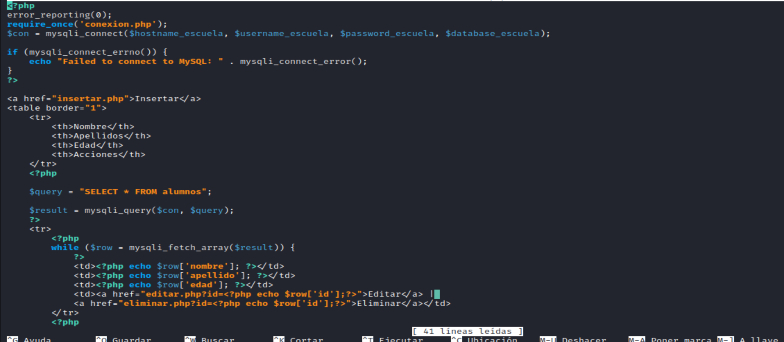 <?php
error_reporting(0);
require_once('conexion.php');
$con = mysqli_connect($hostname_escuela, $username_escuela, $password_escuela, $database_escuela);
if (mysqli_connect_errno()) {
echo "Failed to connect to MySQL: " . mysqli_connect_error();
}
?>
<a href="insertar.php">Insertar</a>
<table border="1">
<tr>
<th>Nombre</th>
<th>Apellidos</th>
<th>Edad</th>
<th>Acciones</th>
</tr>
<?php
$query = "SELECT * FROM alumnos";
$result = mysqli_query($con, $query);
?>
<tr>
<?php
while ($row = mysqli_fetch_array($result)) {
?>
<td><?php echo $row['nombre']; ?></td>
<td><?php echo $row['apellido']; ?></td>
<td><?php echo $row['edad']; ?></td>
<td><a href="editar.php?id=<?php echo $row['id'];?>">Editar</a> |
<a href="eliminar.php?id=<?php echo $row['id'];?>">Eliminar</a></td>
</tr>
<?php
[ 41 líneas leídas ]
^G Ayuda ^O Guardar ^W Buscar ^K Cortar ^T Ejecutar ^C Ubicación M-U Deshacer M-A Poner marca M-] A llave